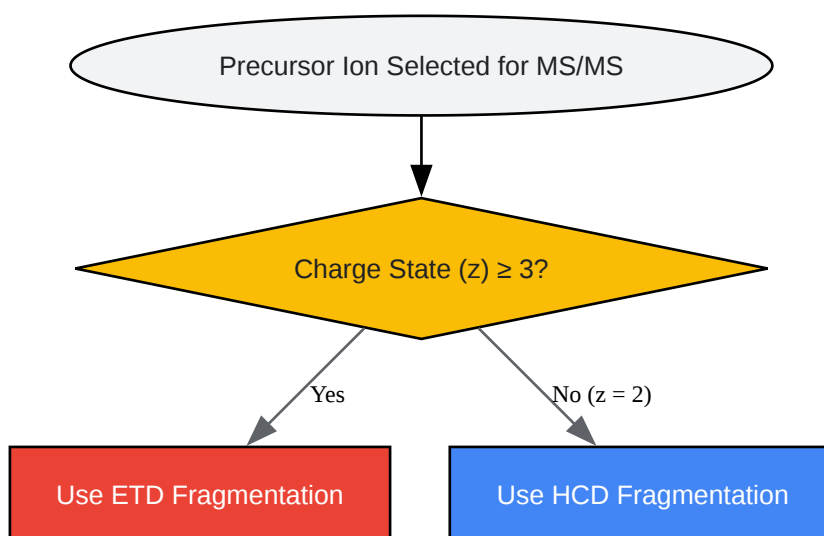 Precursor Ion Selected for MS/MS
Charge State (z) ≥ 3?
Yes
No (z = 2)
Use ETD Fragmentation
Use HCD Fragmentation